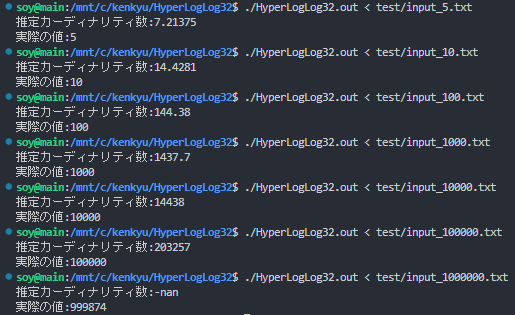 soy@main:/mnt/c/kenkyu/HyperLogLog32$ ./HyperLogLog32.out < test/input_5.txt
推定カーディナリティ数:7.21375
実際の値:5
soy@main:/mnt/c/kenkyu/HyperLogLog32$ ./HyperLogLog32.out < test/input_10.txt
推定カーディナリティ数:14.4281
実際の値:10
soy@main:/mnt/c/kenkyu/HyperLogLog32$ ./HyperLogLog32.out < test/input_100.txt
推定カーディナリティ数:144.38
実際の値:100
soy@main:/mnt/c/kenkyu/HyperLogLog32$ ./HyperLogLog32.out < test/input_1000.txt
推定カーディナリティ数:1437.7
実際の値:1000
soy@main:/mnt/c/kenkyu/HyperLogLog32$ ./HyperLogLog32.out < test/input_10000.txt
推定カーディナリティ数:14438
実際の値:10000
soy@main:/mnt/c/kenkyu/HyperLogLog32$ ./HyperLogLog32.out < test/input_100000.txt
推定カーディナリティ数:203257
実際の値:100000
soy@main:/mnt/c/kenkyu/HyperLogLog32$ ./HyperLogLog32.out < test/input_1000000.txt
推定カーディナリティ数:-nan
実際の値:999874